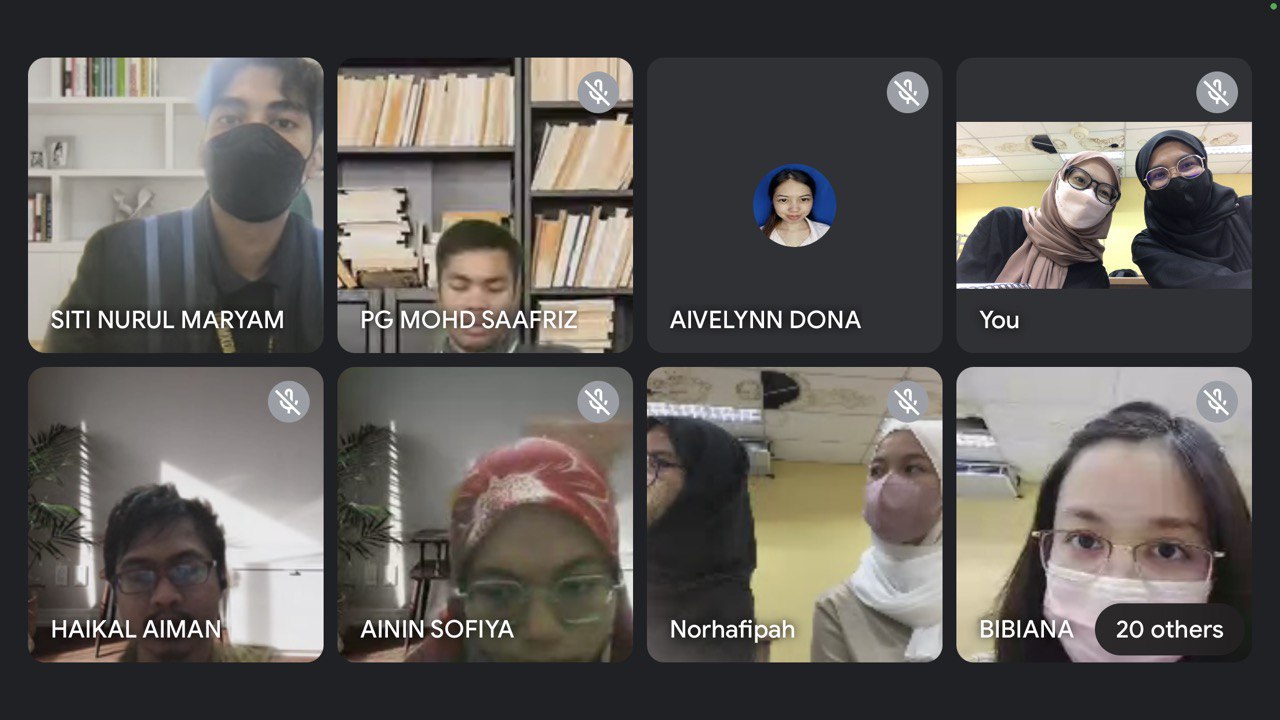 SITI NURUL MARYAM
PG MOHD SAAFRIZ
AIVELYNN DONA
You
HAIKAL AIMAN
AININ SOFIYA
Norhafipah
BIBIANA
20 others